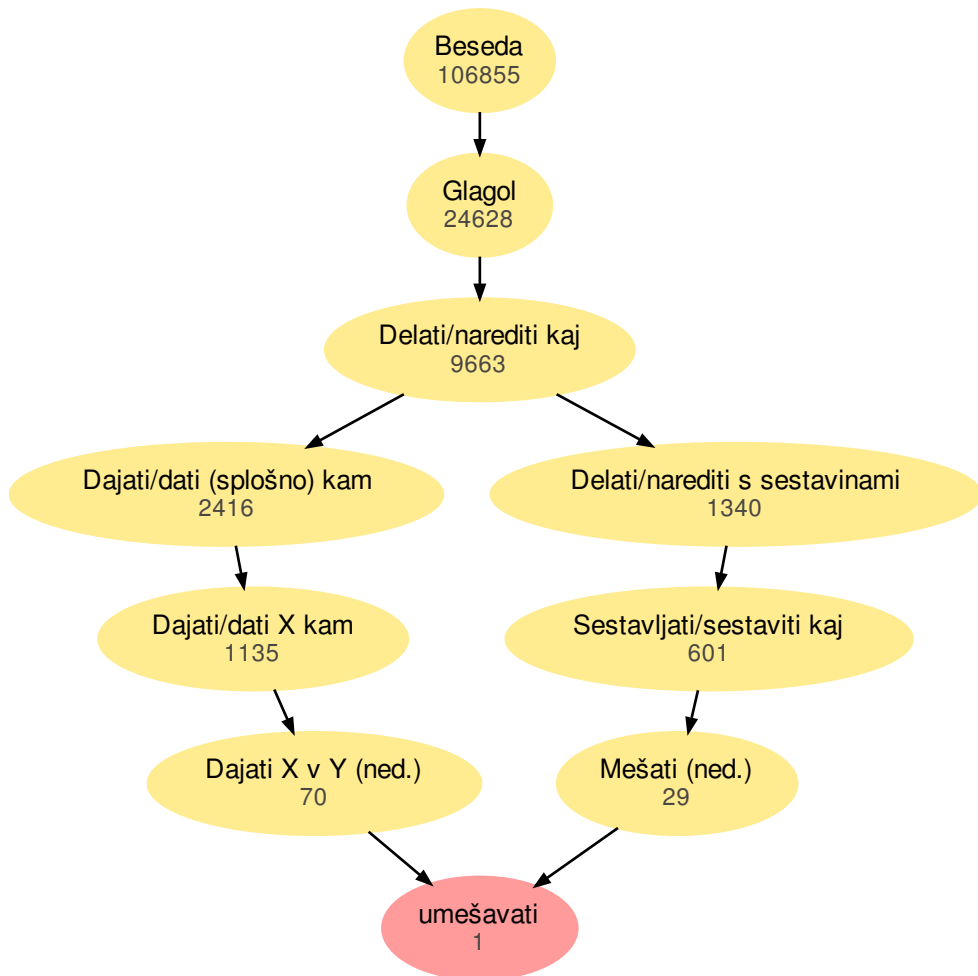 Beseda
106855
Glagol
24628
Delati/narediti kaj
9663
Dajati/dati (splošno) kam
2416
Delati/narediti s sestavinami
1340
Dajati/dati X kam
1135
Sestavljati/sestaviti kaj
601
Dajati X v Y (ned.)
70
Mešati (ned.)
29
umešavati
1